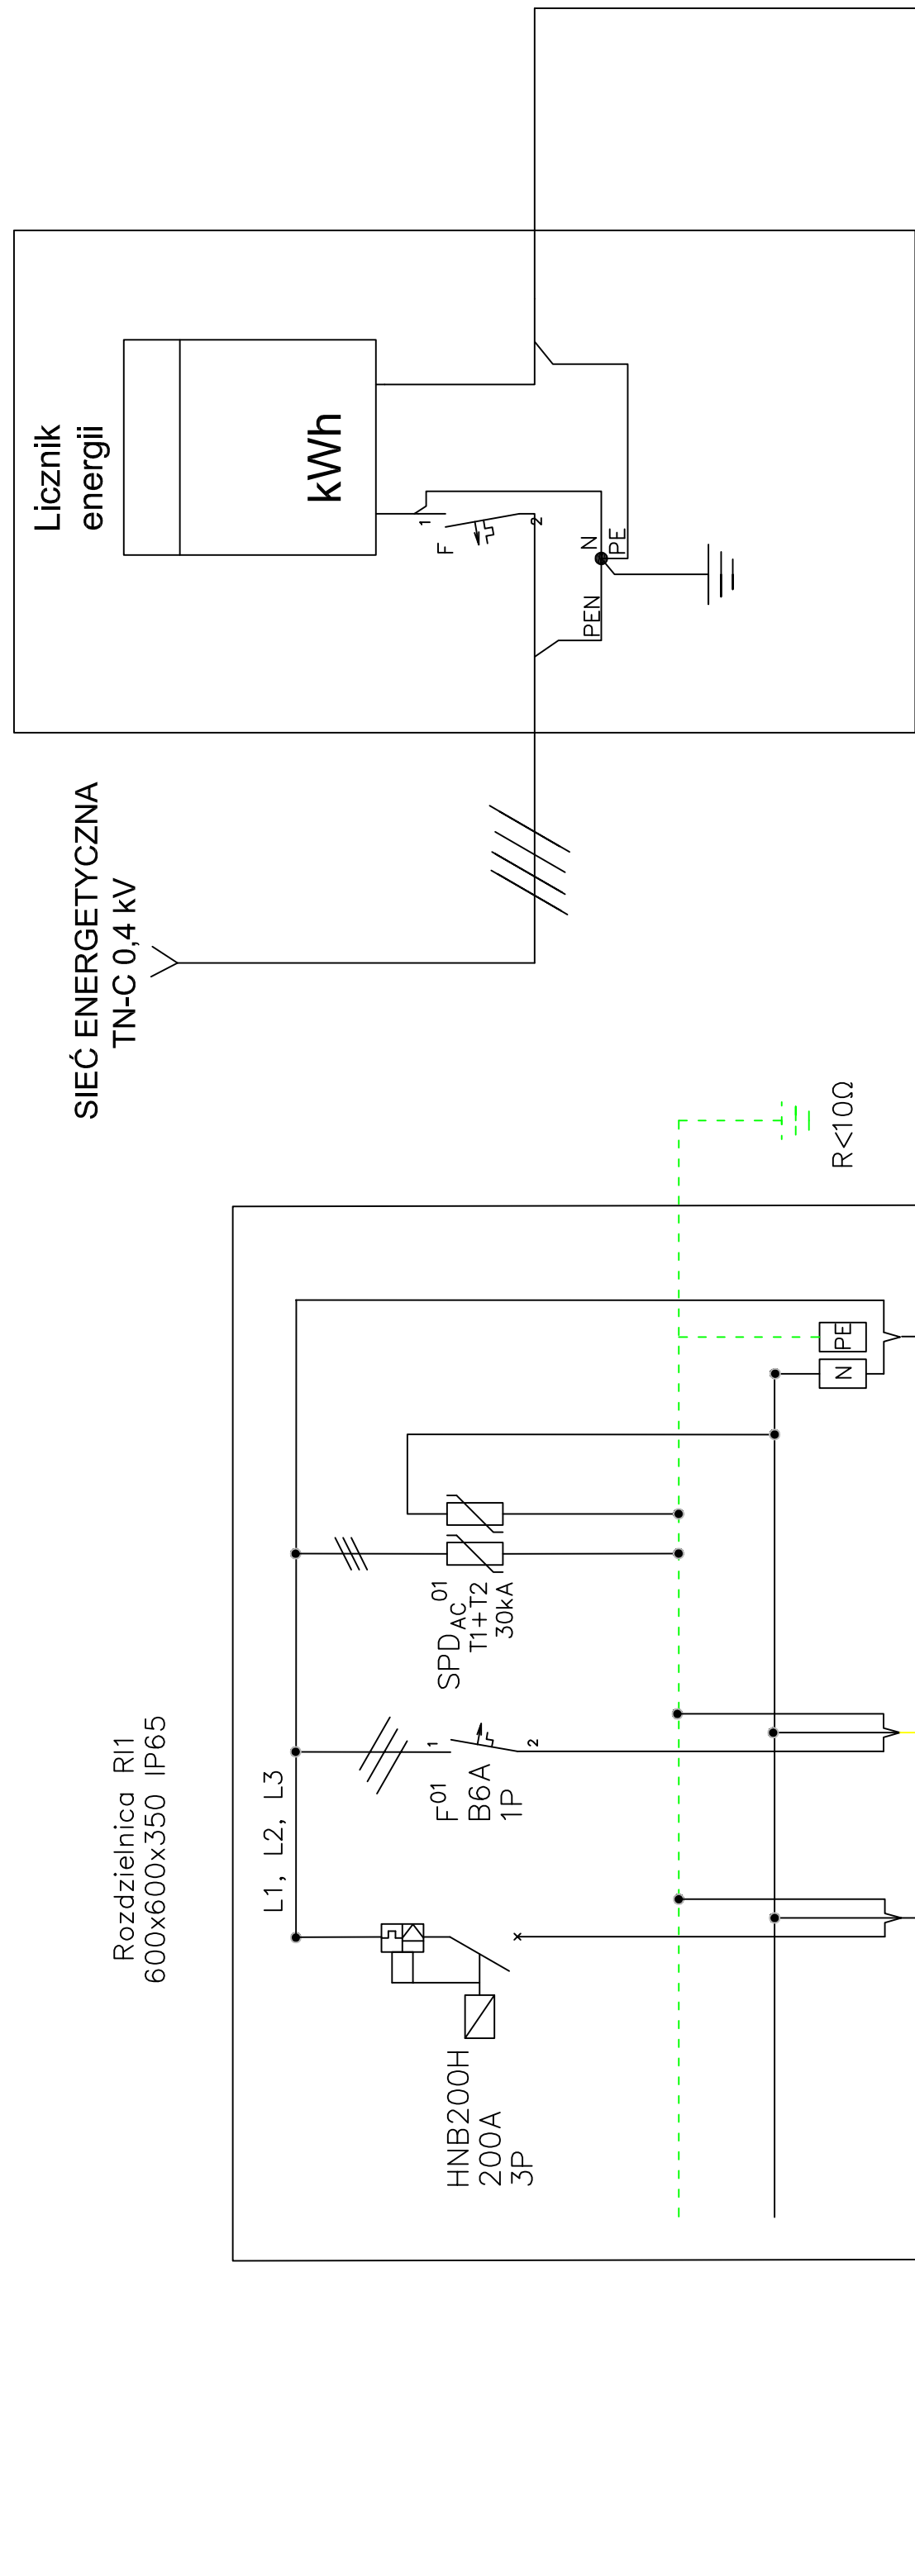 Rozdzielnica RI1
600x600x350 IP65
L1, L2, L3
HNB200H
200A
3P
F01
B6A
1P
1
2
SPDAC01
T1+T2
30kA
N
PE
R<10Ω
SIEĆ ENERGETYCZNA
TN-C 0,4 kV
Licznik
energii
kWh
F
1
2
PEN
N
PE